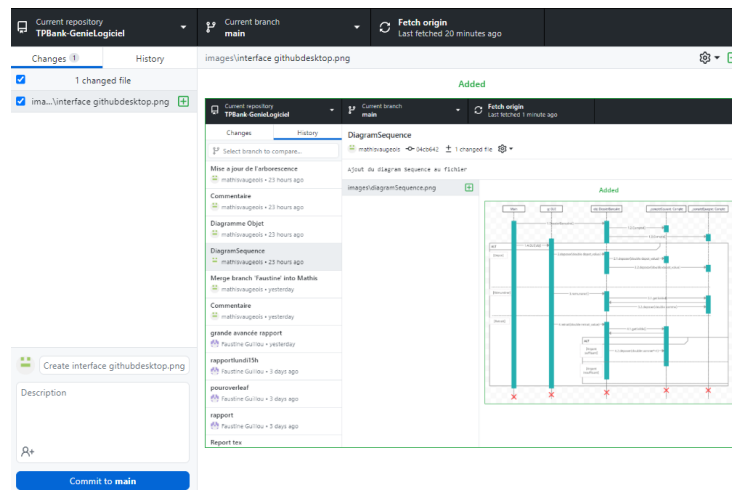 Current repository
TPBank-GenieLogiciel
Current branch
main
Fetch origin
Last fetched 20 minutes ago
Changes 1
History
images\interface githubdesktop.png
1 changed file
ima...\interface githubdesktop.png
Added
Current repository
TPBank-GenieLogiciel
Current branch
main
Fetch origin
Last fetched 1 minute ago
Changes
History
Select branch to compare...
DiagramSequence
mathisvaugeois 04cb642 1 changed file
Ajout du diagram Sequence au fichier
images\diagramSequence.png
Added
Mise a jour de l'arborescence
mathisvaugeois • 23 hours ago
Commentaire
mathisvaugeois • 23 hours ago
Diagramme Objet
mathisvaugeois • 23 hours ago
DiagramSequence
mathisvaugeois • 23 hours ago
Merge branch 'Faustine' into Mathis
mathisvaugeois • yesterday
Commentaire
mathisvaugeois • yesterday
grande avancée rapport
Faustine Guillou • yesterday
rapportlundi15h
Faustine Guillou • 3 days ago
pouroverleaf
Faustine Guillou • 3 days ago
rapport
Faustine Guillou • 3 days ago
Report tex
Create interface githubdesktop.png
Description
Commit to main